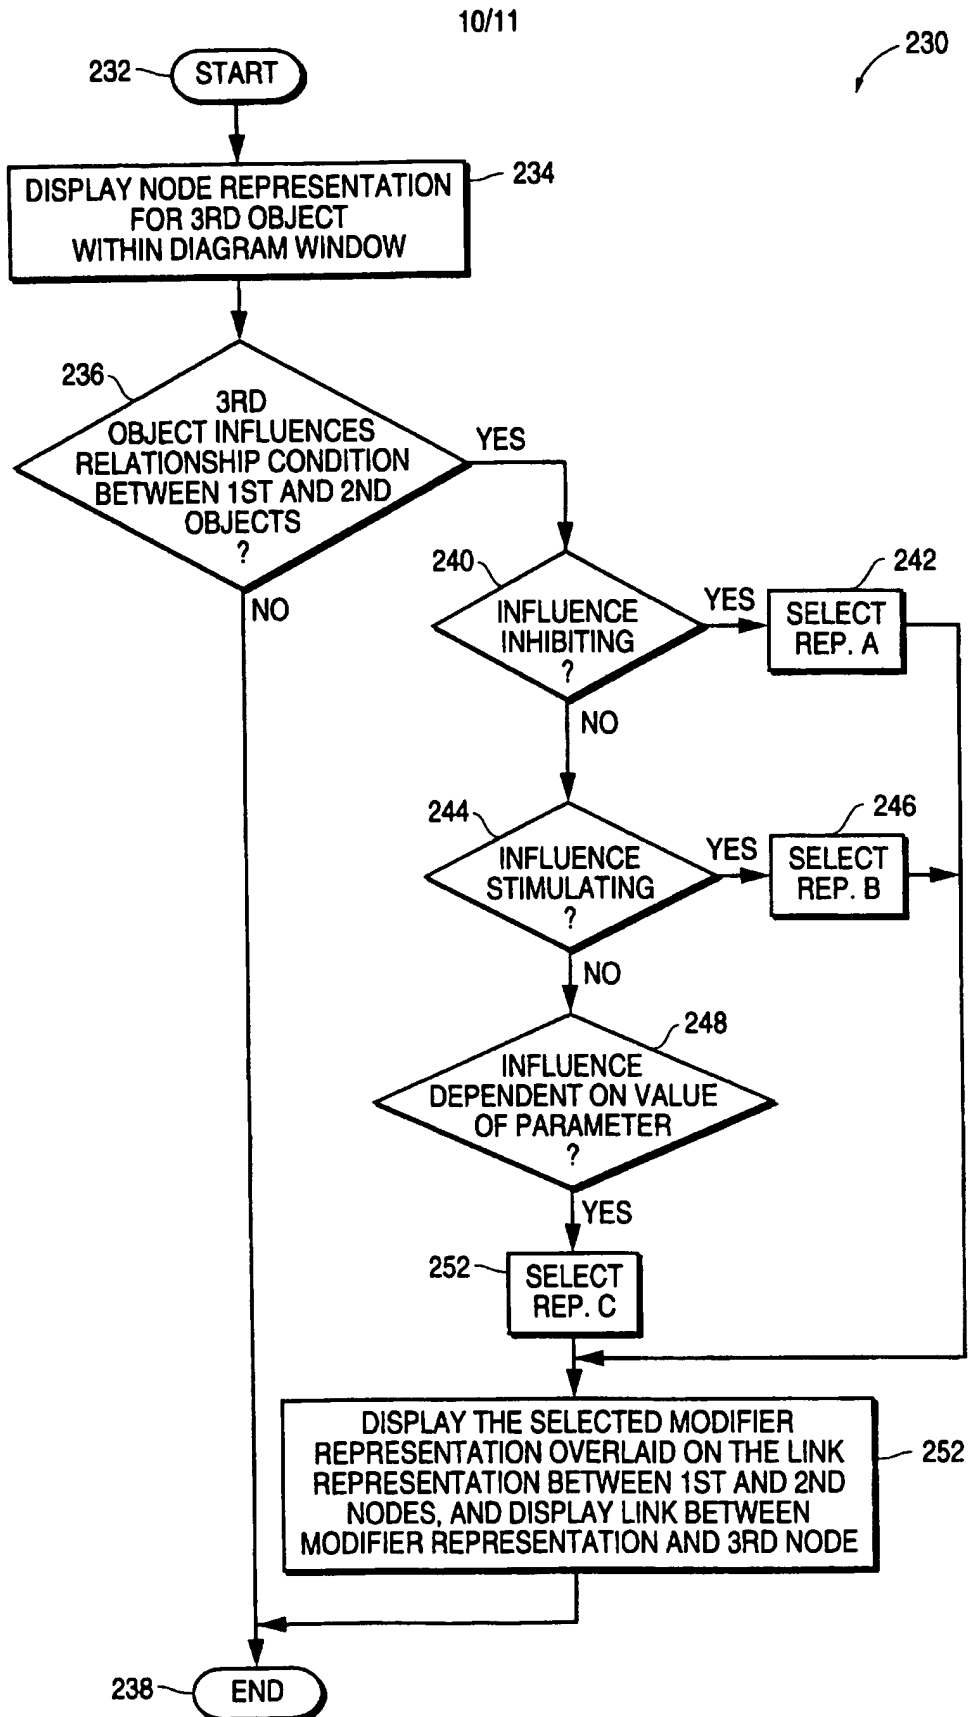 10/11
230
232
START
234
DISPLAY NODE REPRESENTATION
FOR 3RD OBJECT
WITHIN DIAGRAM WINDOW
236
3RD
OBJECT INFLUENCES
RELATIONSHIP CONDITION
BETWEEN 1ST AND 2ND
OBJECTS
?
YES
NO
240
INFLUENCE
INHIBITING
?
YES
242
SELECT
REP. A
NO
244
INFLUENCE
STIMULATING
?
YES
246
SELECT
REP. B
NO
248
INFLUENCE
DEPENDENT ON VALUE
OF PARAMETER
?
YES
252
SELECT
REP. C
DISPLAY THE SELECTED MODIFIER
REPRESENTATION OVERLAID ON THE LINK
REPRESENTATION BETWEEN 1ST AND 2ND
NODES, AND DISPLAY LINK BETWEEN
MODIFIER REPRESENTATION AND 3RD NODE
252
238
END